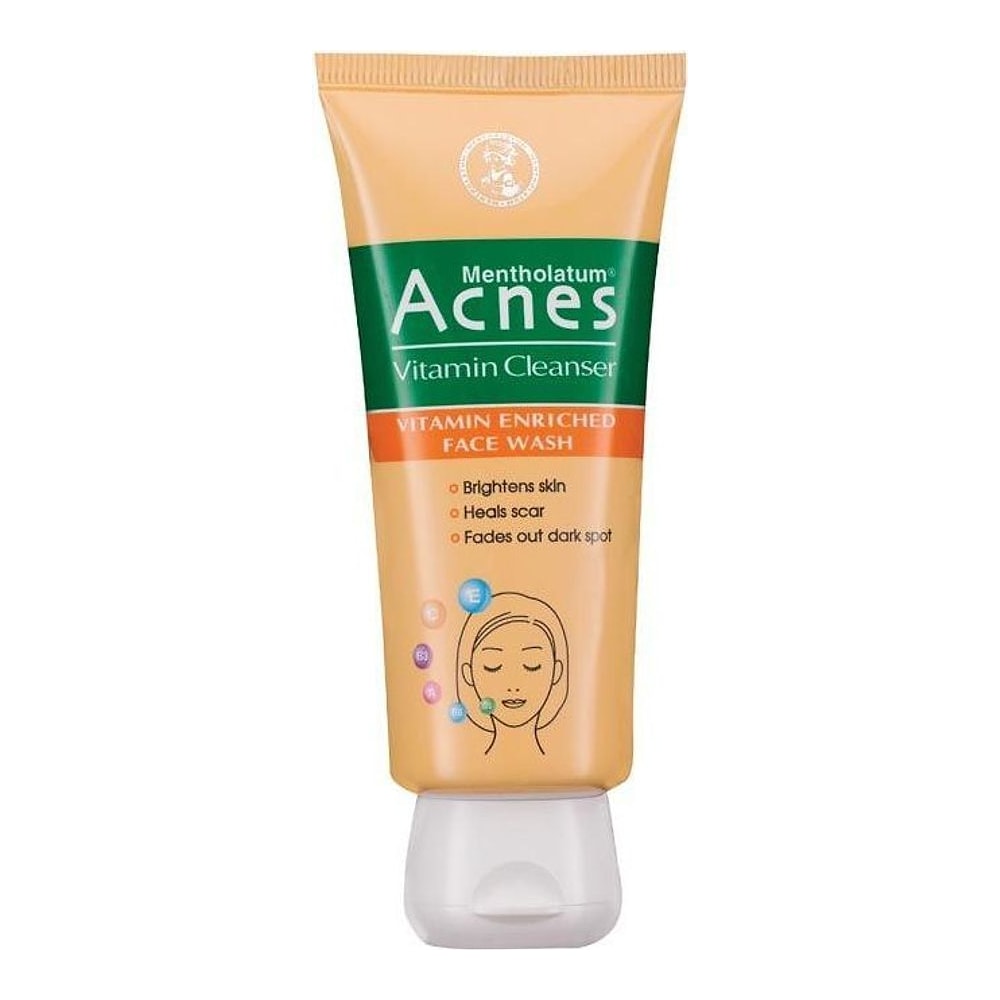 Mentholatum®
Acnes
Vitamin Cleanser
VITAMIN ENRICHED
FACE WASH
Brightens skin
Heals scar
Fades out dark spot
E
C
B3